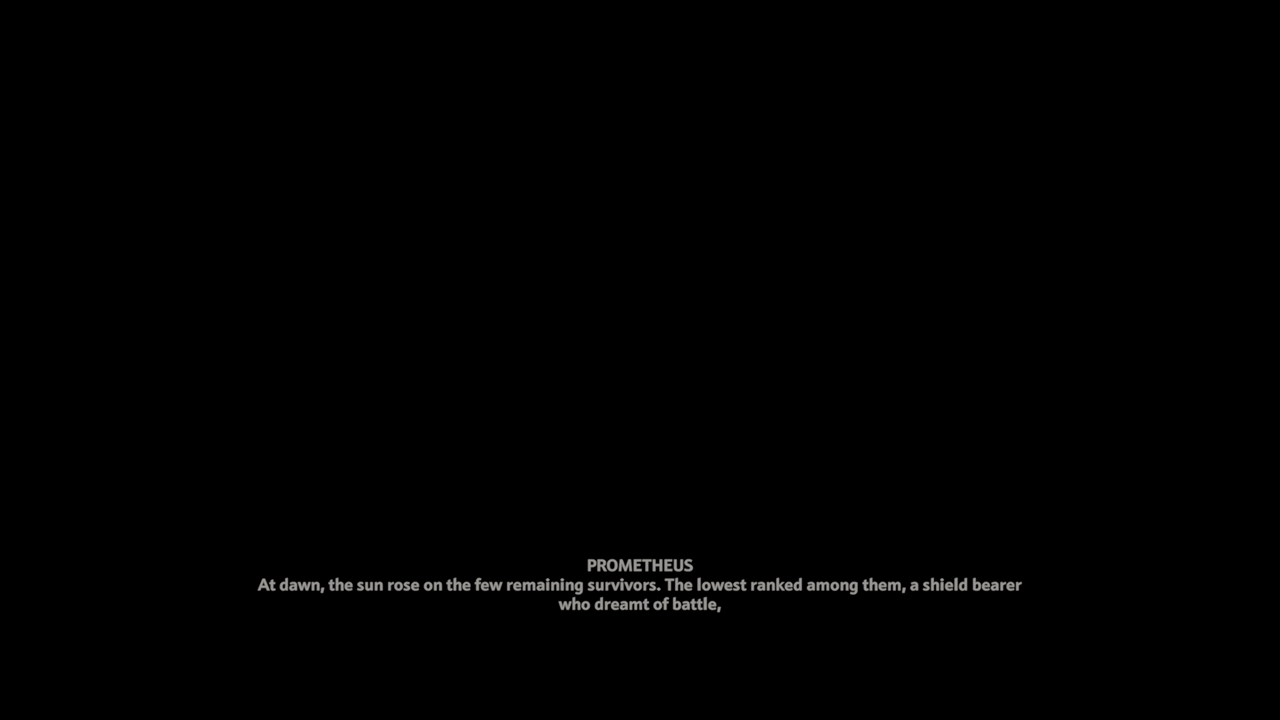 PROMETHEUS
At dawn, the sun rose on the few remaining survivors. The lowest ranked among them, a shield bearer
who dreamt of battle,